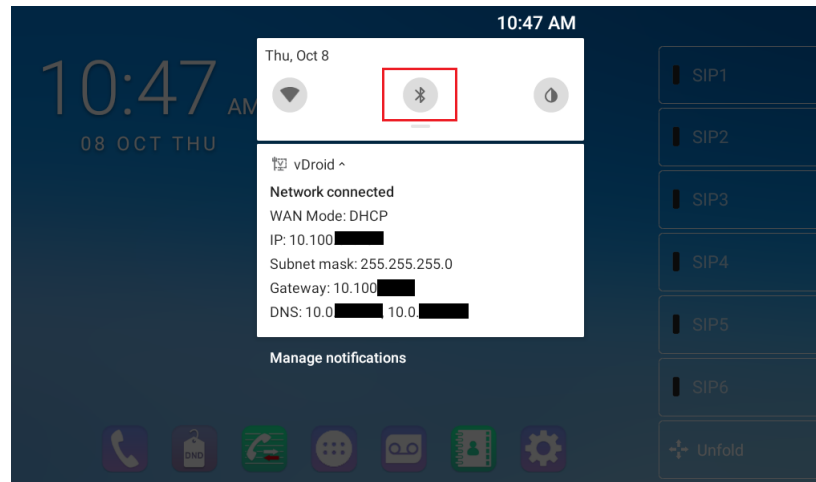 10:47 AM
Thu, Oct 8
10:47 AM
08 OCT THU
vDroid
Network connected
WAN Mode: DHCP
IP: 10.100
Subnet mask: 255.255.255.0
Gateway: 10.100
DNS: 10.0 , 10.0.
Manage notifications
SIP1
SIP2
SIP3
SIP4
SIP5
SIP6
DND
Unfold